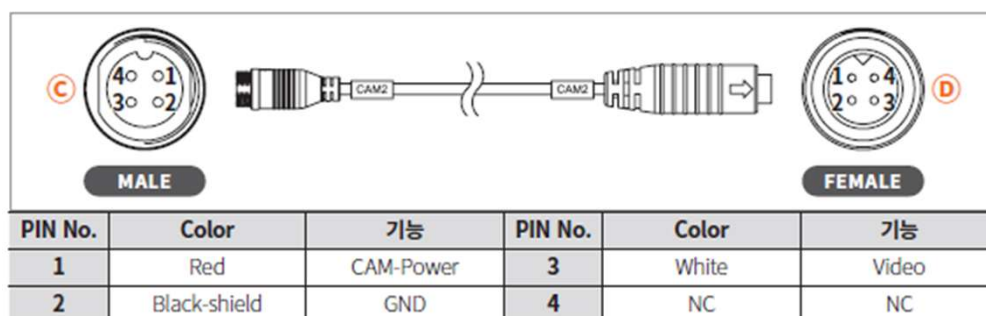 4 1
C CAM2 CAM2 1 4 D
3 2
2 3
MALE FEMALE
PIN No. Color 기능 PIN No. Color 기능
1 Red CAM-Power 3 White Video
2 Black-shield GND 4 NC NC